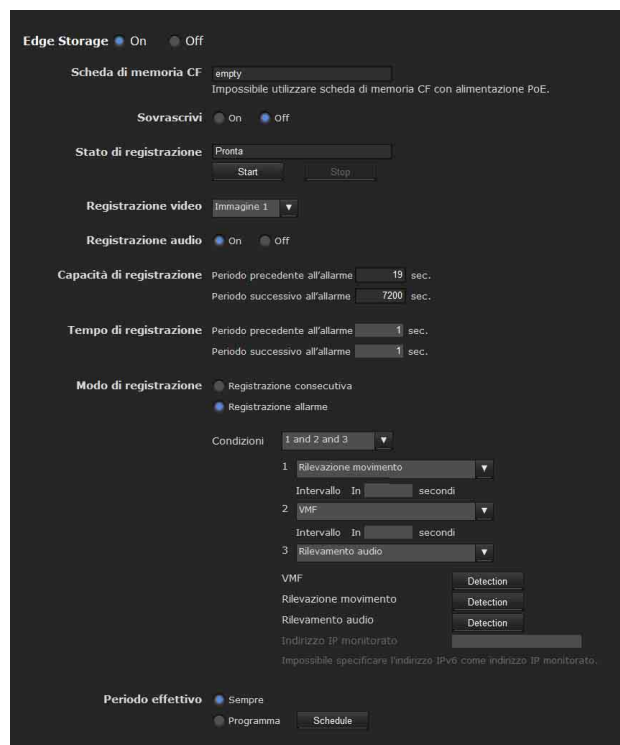 Edge Storage On Off
Scheda di memoria CF empty
Impossibile utilizzare scheda di memoria CF con alimentazione PoE.
Sovrascrivi On Off
Stato di registrazione Pronta
Start Stop
Registrazione video Immagine 1
Registrazione audio On Off
Capacità di registrazione Periodo precedente all'allarme 19 sec.
Periodo successivo all'allarme 7200 sec.
Tempo di registrazione Periodo precedente all'allarme 1 sec.
Periodo successivo all'allarme 1 sec.
Modo di registrazione Registrazione consecutiva
Registrazione allarme
Condizioni 1 and 2 and 3
1 Rilevazione movimento
Intervallo In secondi
2 VMF
Intervallo In secondi
3 Rilevamento audio
VMF Detection
Rilevazione movimento Detection
Rilevamento audio Detection
Indirizzo IP monitorato
Impossibile specificare l'indirizzo IPv6 come indirizzo IP monitorato.
Periodo effettivo Sempre
Programma Schedule